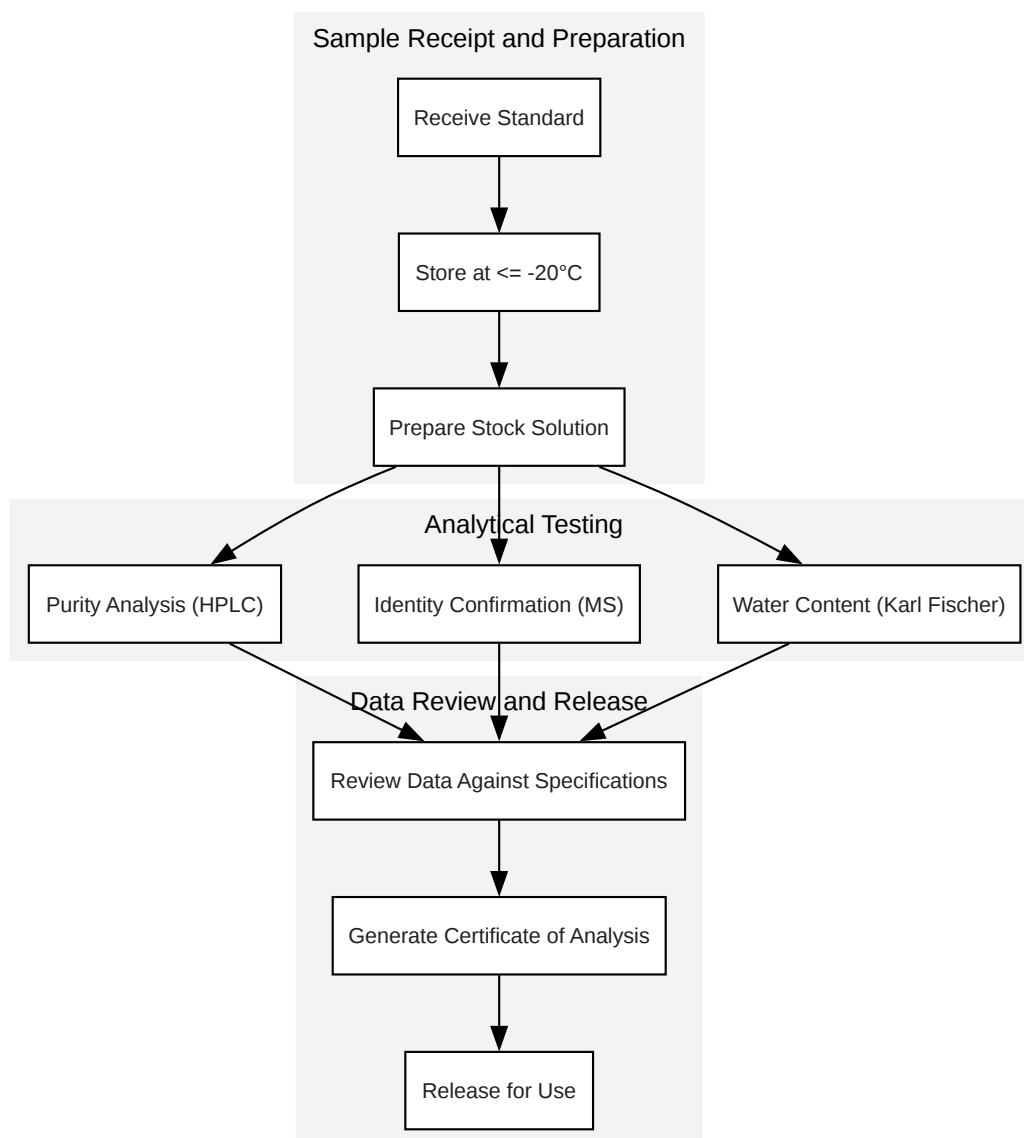 Sample Receipt and Preparation
Receive Standard
Store at <= -20°C
Prepare Stock Solution
Analytical Testing
Purity Analysis (HPLC)
Identity Confirmation (MS)
Water Content (Karl Fischer)
Data Review and Release
Review Data Against Specifications
Generate Certificate of Analysis
Release for Use